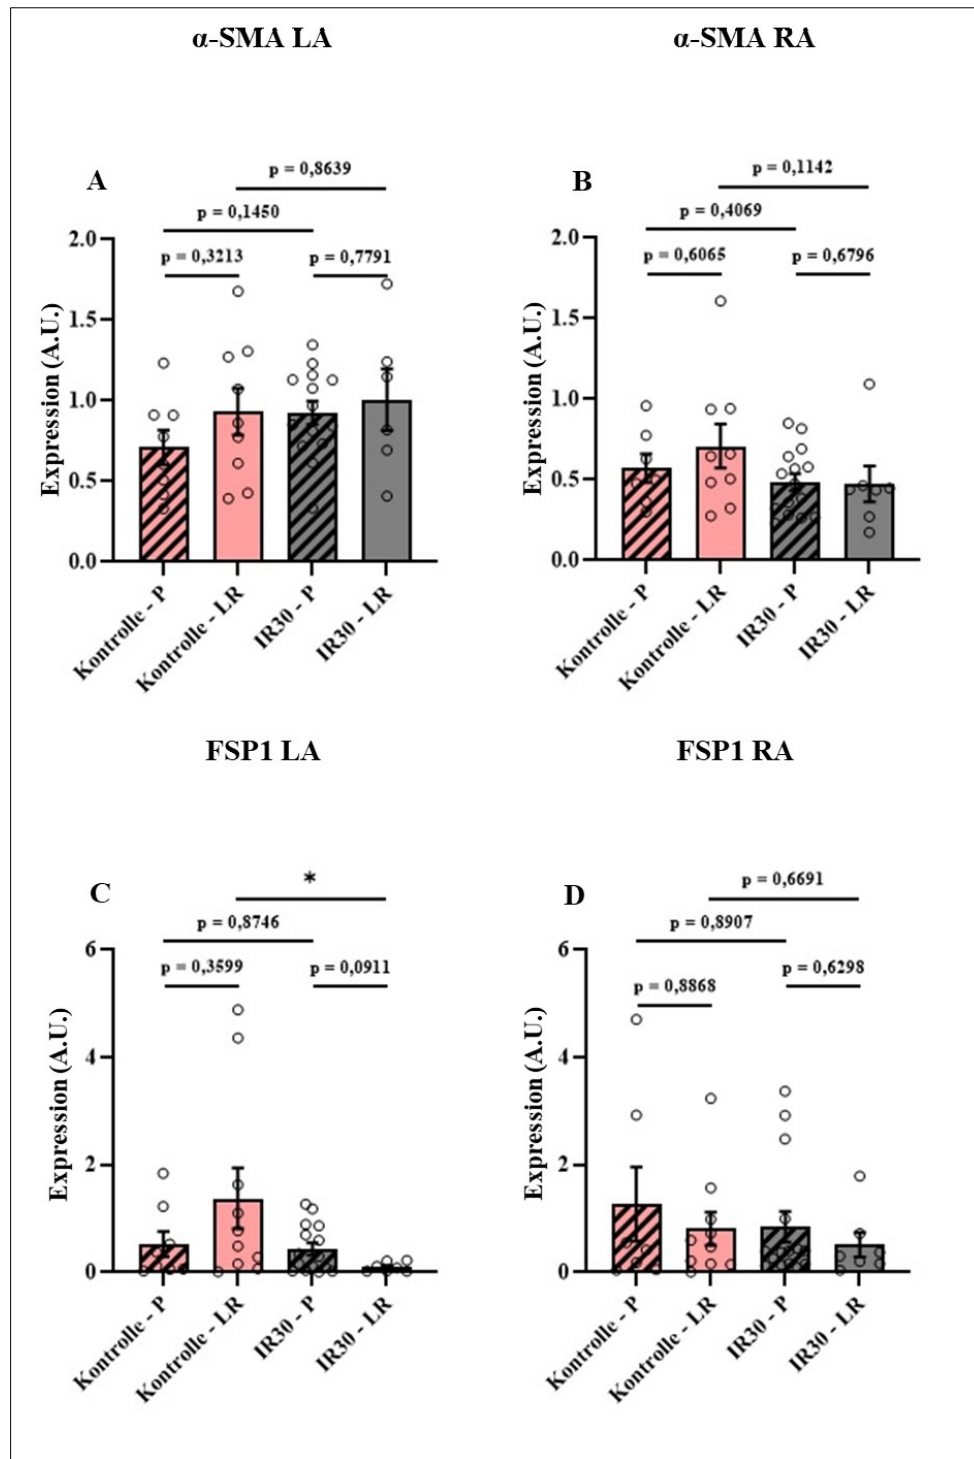 α-SMA LA
α-SMA RA
A
p = 0,8639
p = 0,1450
p = 0,3213
p = 0,7791
2.0
1.5
1.0
0.5
0.0
Expression (A.U.)
Kontrolle - P
Kontrolle - LR
IR30 - P
IR30 - LR
B
p = 0,1142
p = 0,4069
p = 0,6065
p = 0,6796
2.0
1.5
1.0
0.5
0.0
Expression (A.U.)
Kontrolle - P
Kontrolle - LR
IR30 - P
IR30 - LR
FSP1 LA
FSP1 RA
C
*
p = 0,8746
p = 0,3599
p = 0,0911
6
4
2
0
Expression (A.U.)
Kontrolle - P
Kontrolle - LR
IR30 - P
IR30 - LR
D
p = 0,6691
p = 0,8907
p = 0,8868
p = 0,6298
6
4
2
0
Expression (A.U.)
Kontrolle - P
Kontrolle - LR
IR30 - P
IR30 - LR